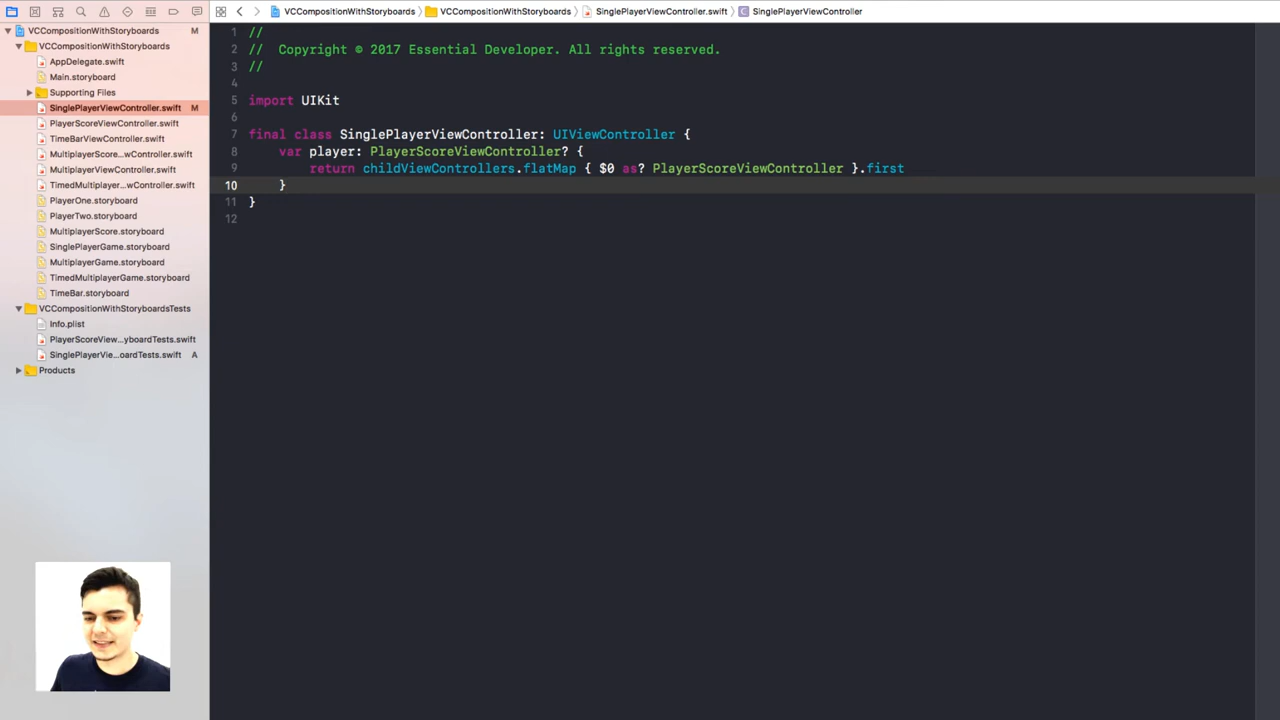 VCCompositionWithStoryboards M
VCCompositionWithStoryboards
AppDelegate.swift
Main.storyboard
Supporting Files
SinglePlayerViewController.swift M
PlayerScoreViewController.swift
TimeBarViewController.swift
MultiplayerScore...wController.swift
MultiplayerViewController.swift
TimedMultiplayer...wController.swift
PlayerOne.storyboard
PlayerTwo.storyboard
MultiplayerScore.storyboard
SinglePlayerGame.storyboard
MultiplayerGame.storyboard
TimedMultiplayerGame.storyboard
TimeBar.storyboard
VCCompositionWithStoryboardsTests
Info.plist
PlayerScoreView...yboardTests.swift
SinglePlayerVie...oardTests.swift A
Products
VCCompositionWithStoryboards VCCompositionWithStoryboards SinglePlayerViewController.swift C SinglePlayerViewController
1 //
2 // Copyright © 2017 Essential Developer. All rights reserved.
3 //
4
5 import UIKit
6
7 final class SinglePlayerViewController: UIViewController {
8 var player: PlayerScoreViewController? {
9 return childViewControllers.flatMap { $0 as? PlayerScoreViewController }.first
10 }
11 }
12